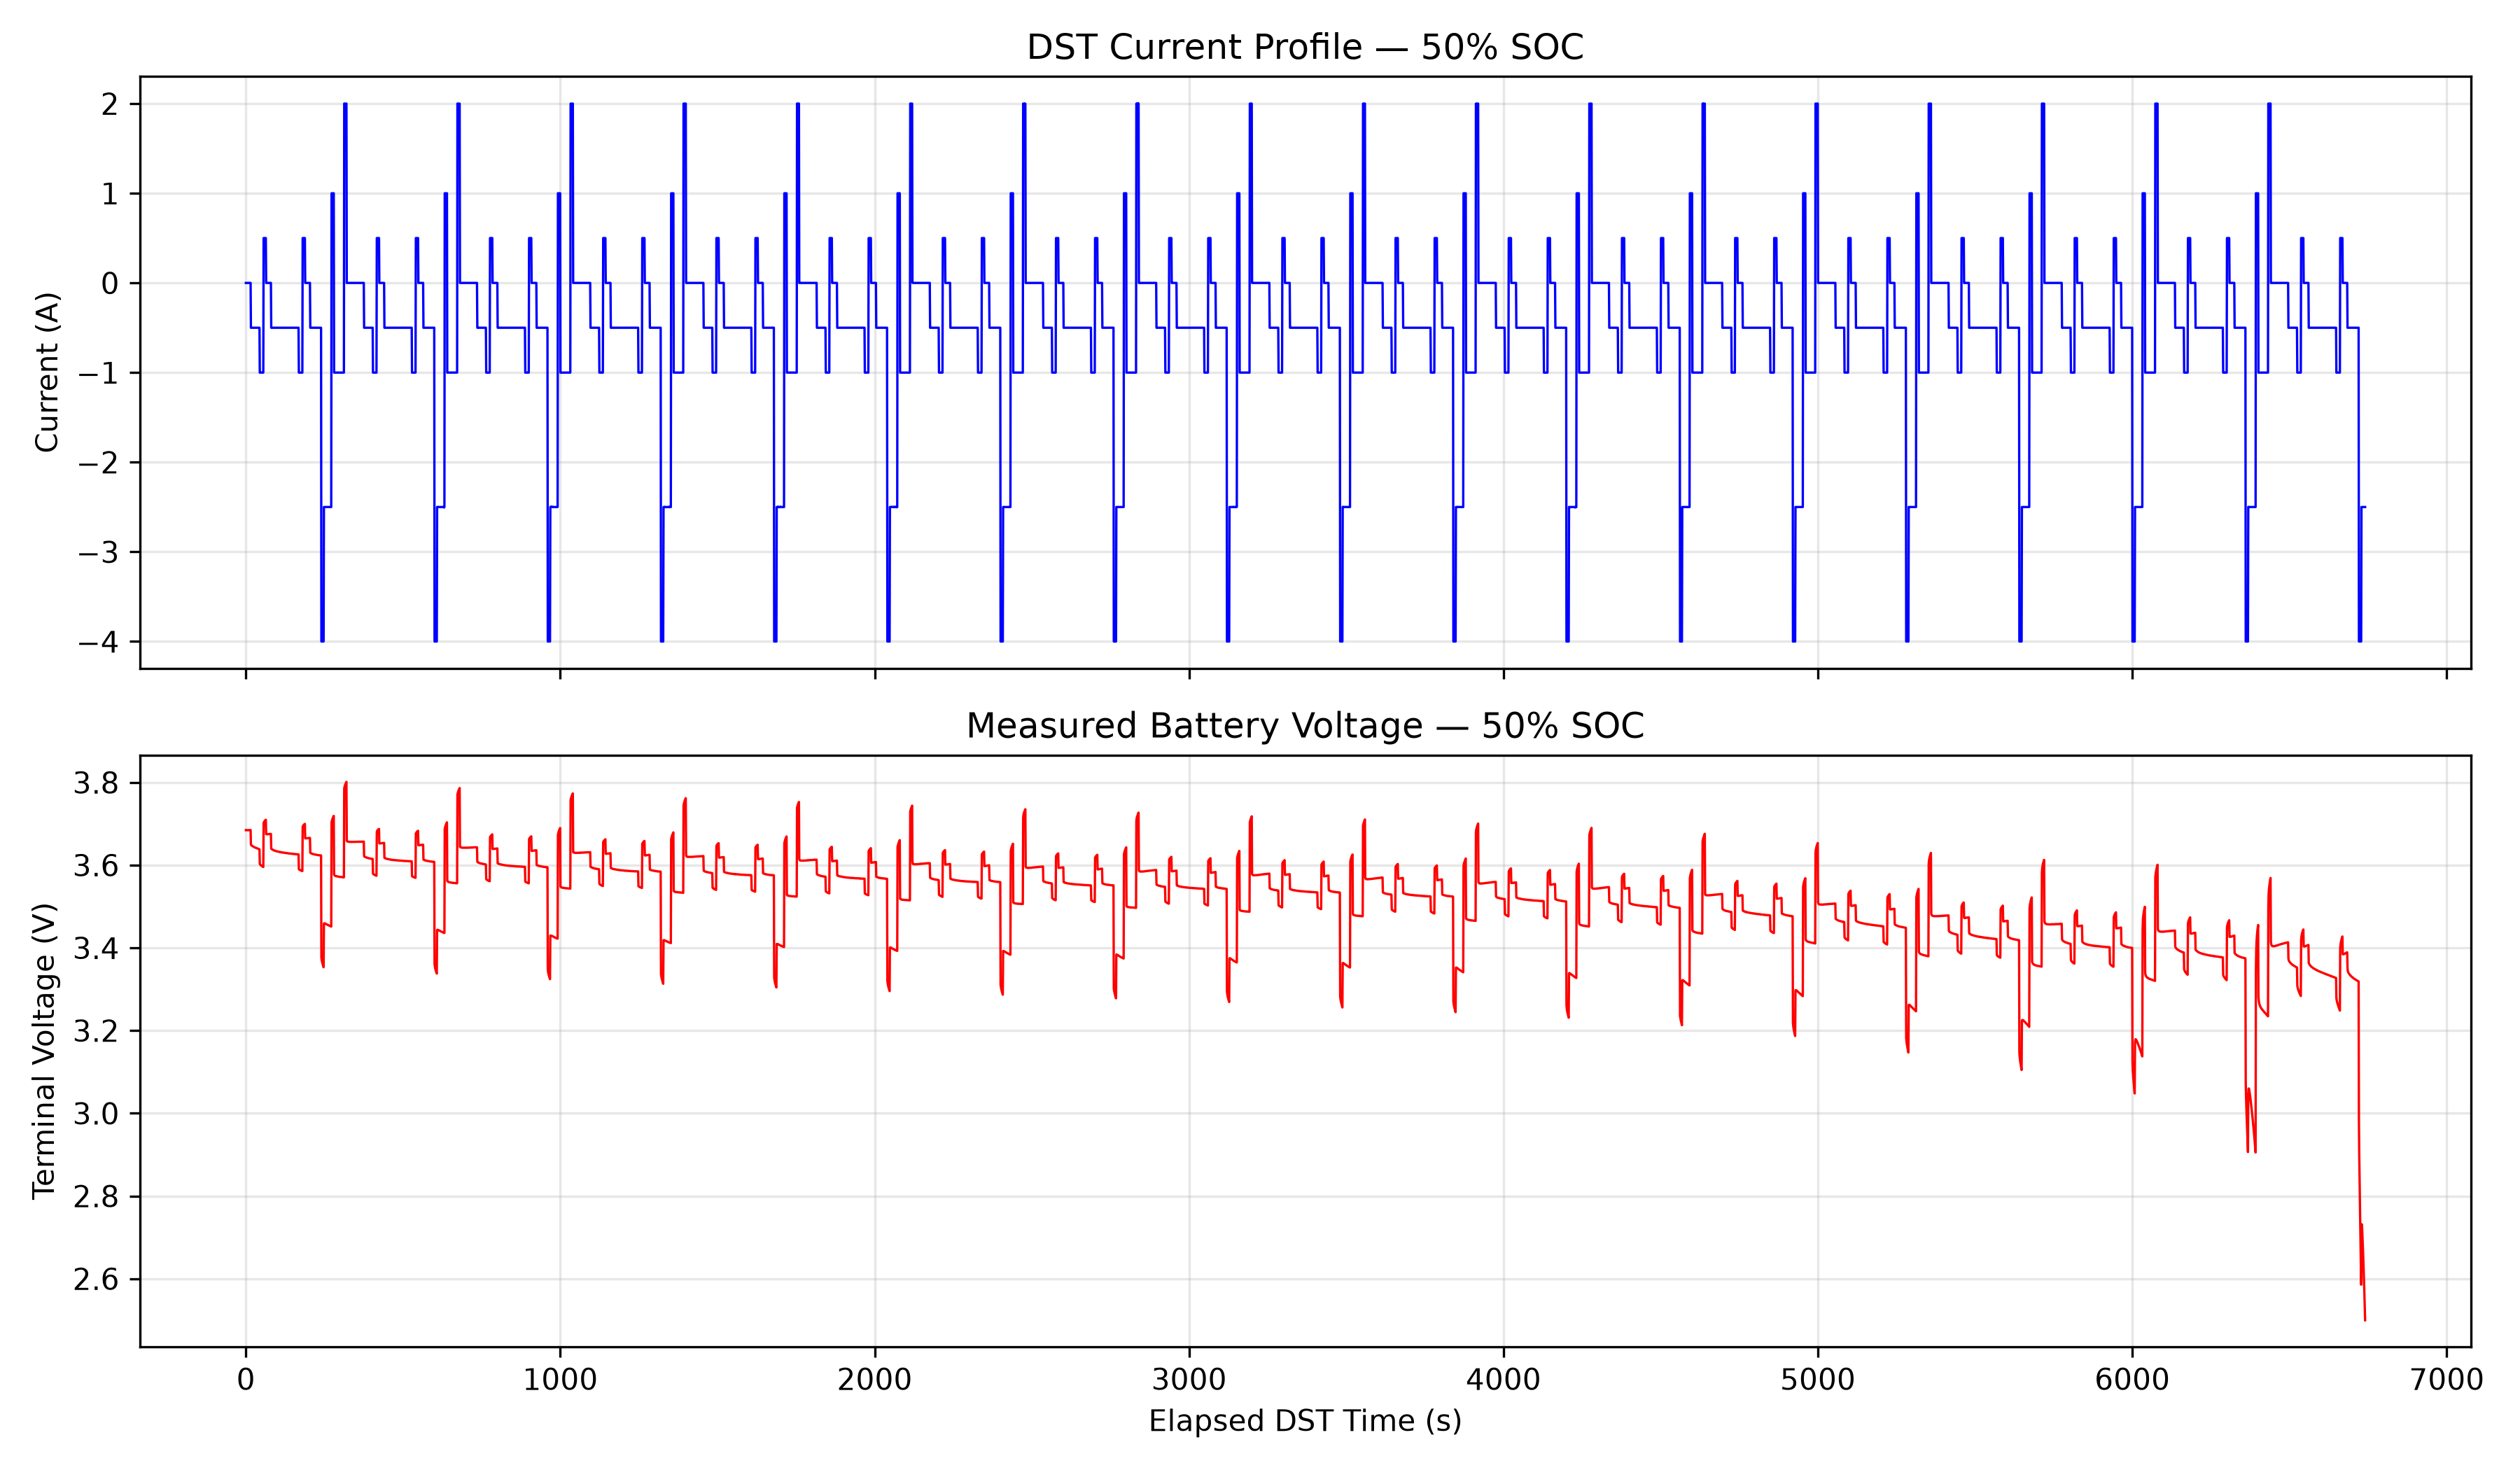 DST Current Profile — 50% SOC
2
1
0
−1
−2
−3
−4
Current (A)
Measured Battery Voltage — 50% SOC
3.8
3.6
3.4
3.2
3.0
2.8
2.6
Terminal Voltage (V)
0 1000 2000 3000 4000 5000 6000 7000
Elapsed DST Time (s)